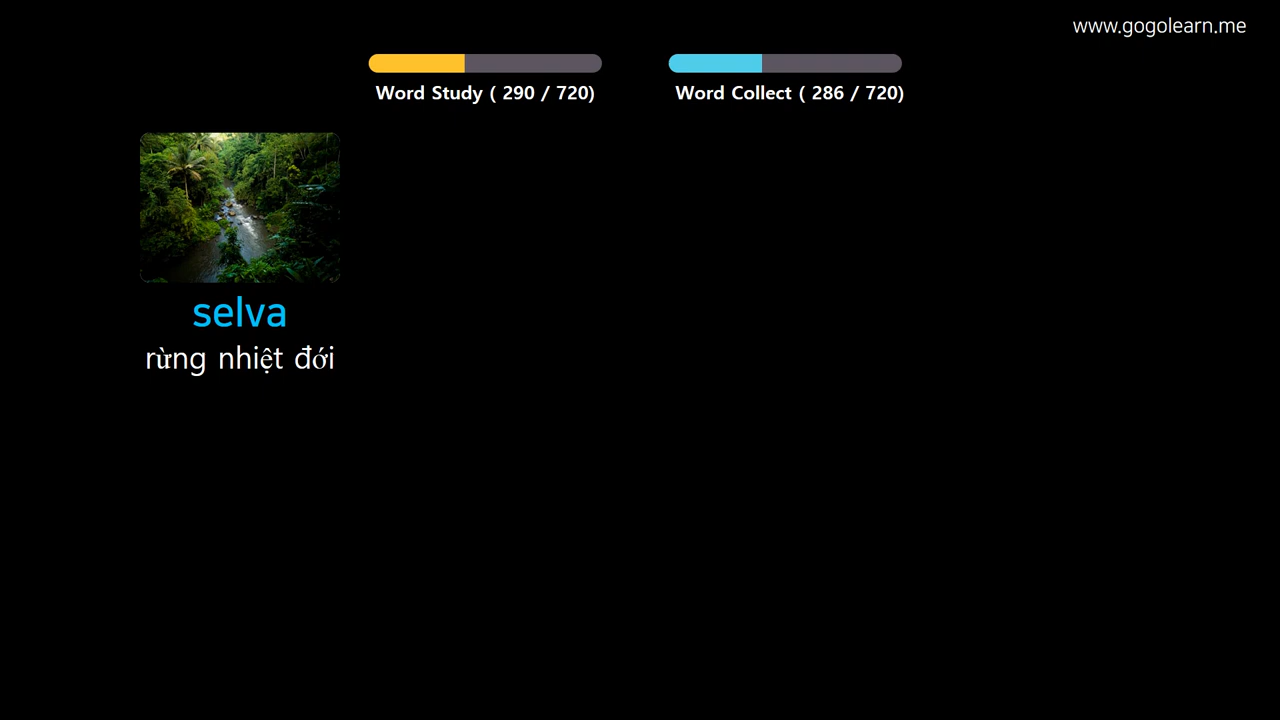 www.gogolearn.me
Word Study ( 290 / 720)
Word Collect ( 286 / 720)
selva
rừng nhiệt đới